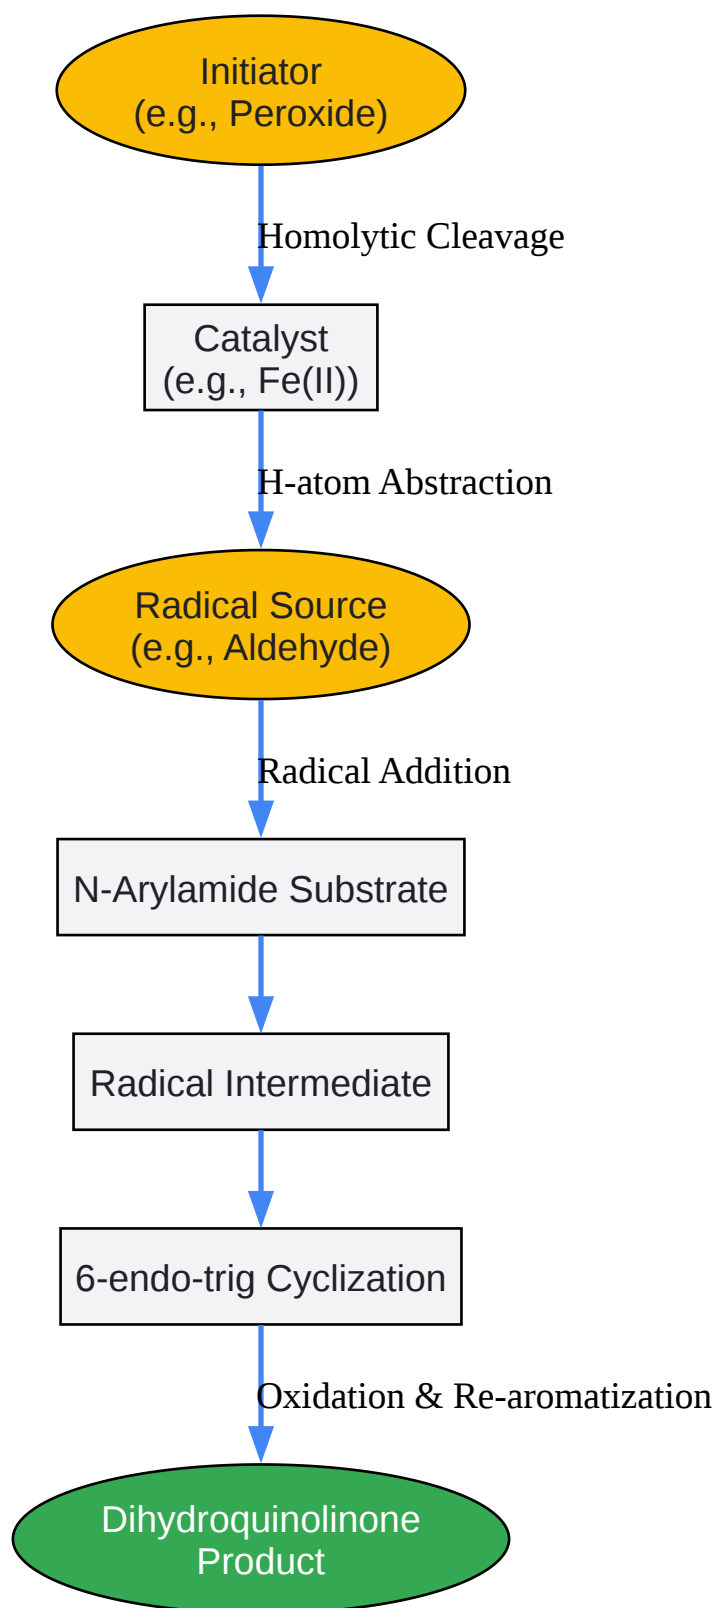 Initiator
(e.g., Peroxide)
Homolytic Cleavage
Catalyst
(e.g., Fe(II))
H-atom Abstraction
Radical Source
(e.g., Aldehyde)
Radical Addition
N-Arylamide Substrate
Radical Intermediate
6-endo-trig Cyclization
Oxidation & Re-aromatization
Dihydroquinolinone
Product